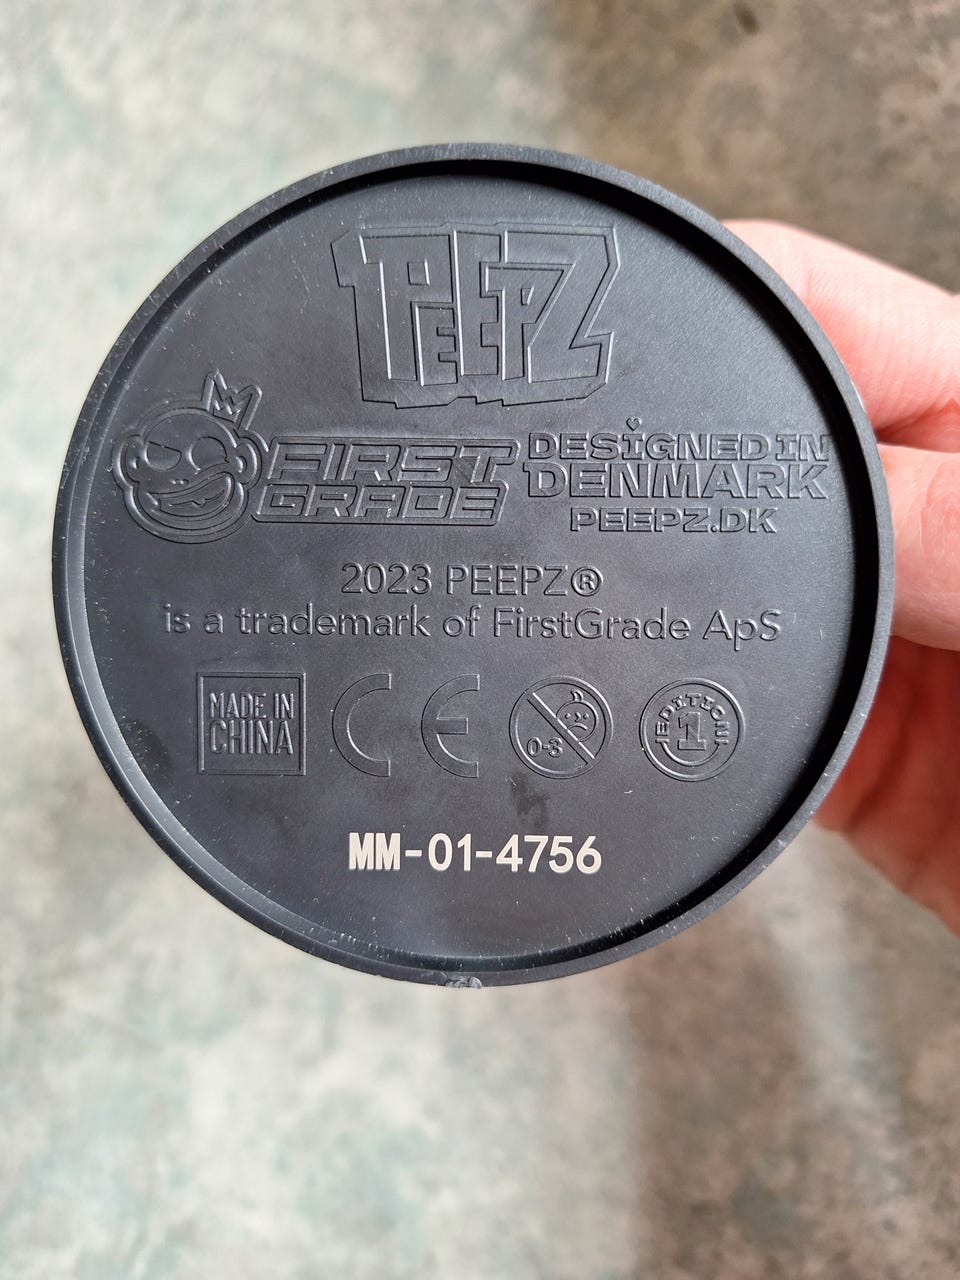 PEEPZ
FIRST
GRADE
DESIGNED IN
DENMARK
PEEPZ.DK
2023 PEEPZ®
is a trademark of FirstGrade ApS
MADE IN
CHINA
CE
0-3
EDITION
1
MM-01-4756